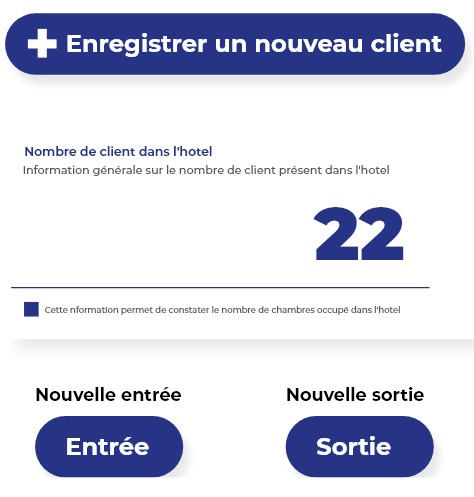 Enregistrer un nouveau client
Nombre de client dans l'hotel
Information générale sur le nombre de client présent dans l'hotel
22
Cette nformation permet de constater le nombre de chambres occupé dans l'hotel
Nouvelle entrée Nouvelle sortie
Entrée Sortie